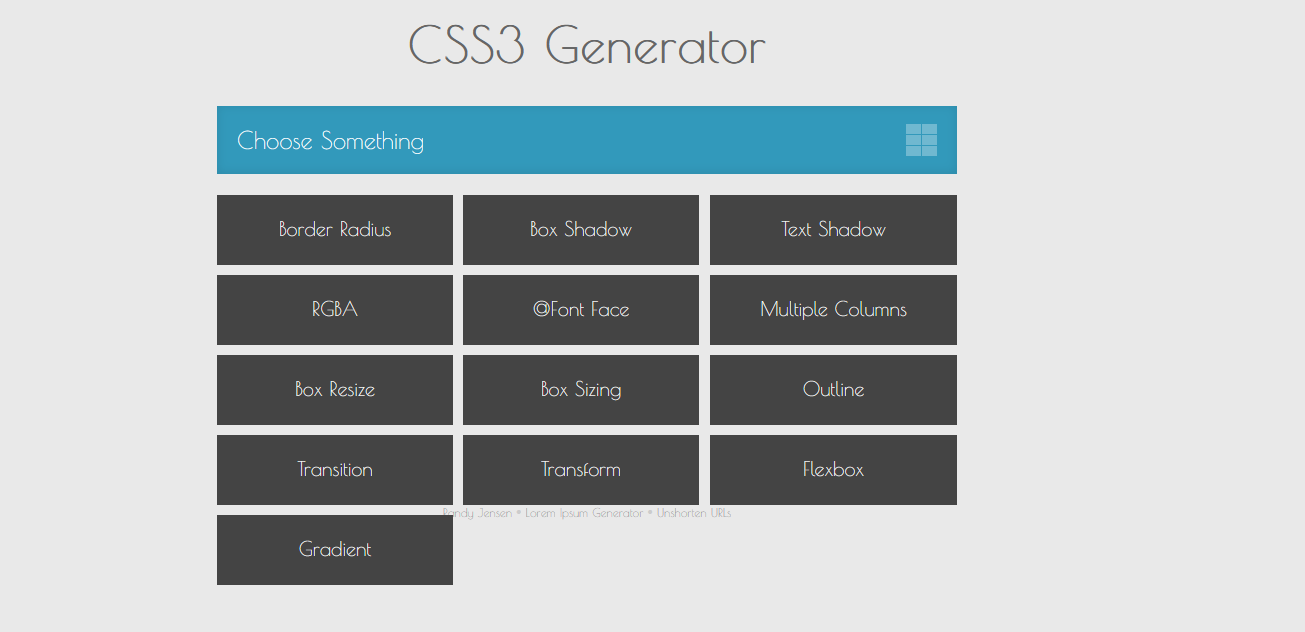 CSS3 Generator
Choose Something
Border Radius
Box Shadow
Text Shadow
RGBA
@Font Face
Multiple Columns
Box Resize
Box Sizing
Outline
Transition
Transform
Flexbox
Randy Jensen * Lorem Ipsum Generator * Unshorten URLs
Gradient